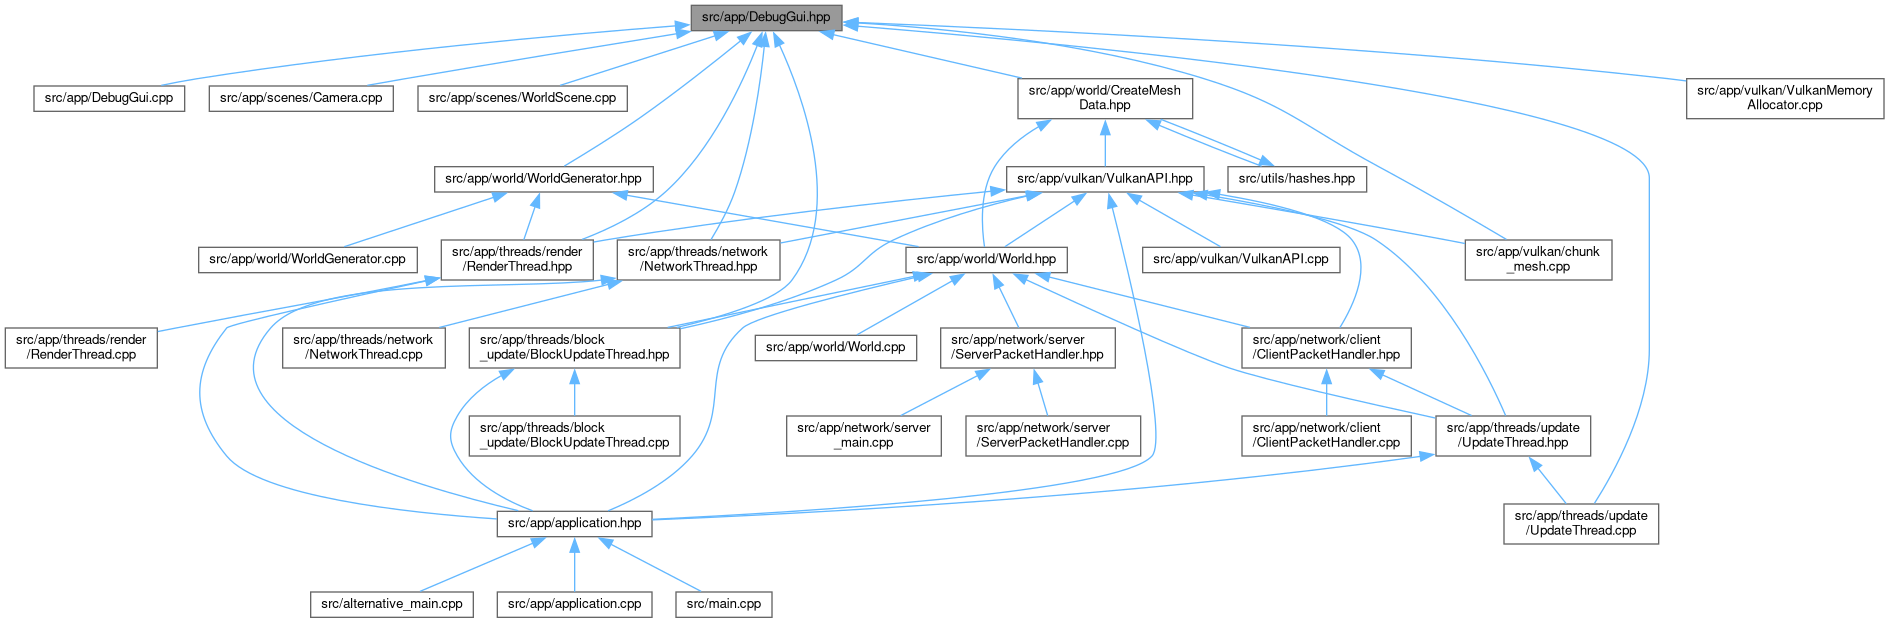 src/app/DebugGui.hpp
src/app/DebugGui.cpp
src/app/scenes/Camera.cpp
src/app/scenes/WorldScene.cpp
src/app/world/CreateMesh
Data.hpp
src/app/vulkan/VulkanMemory
Allocator.cpp
src/app/world/WorldGenerator.hpp
src/app/vulkan/VulkanAPI.hpp
src/utils/hashes.hpp
src/app/world/WorldGenerator.cpp
src/app/threads/render
/RenderThread.hpp
src/app/threads/network
/NetworkThread.hpp
src/app/world/World.hpp
src/app/vulkan/VulkanAPI.cpp
src/app/vulkan/chunk
_mesh.cpp
src/app/threads/render
/RenderThread.cpp
src/app/threads/network
/NetworkThread.cpp
src/app/threads/block
_update/BlockUpdateThread.hpp
src/app/world/World.cpp
src/app/network/server
/ServerPacketHandler.hpp
src/app/network/client
/ClientPacketHandler.hpp
src/app/threads/block
_update/BlockUpdateThread.cpp
src/app/network/server
_main.cpp
src/app/network/server
/ServerPacketHandler.cpp
src/app/network/client
/ClientPacketHandler.cpp
src/app/threads/update
/UpdateThread.hpp
src/app/application.hpp
src/app/threads/update
/UpdateThread.cpp
src/alternative_main.cpp
src/app/application.cpp
src/main.cpp